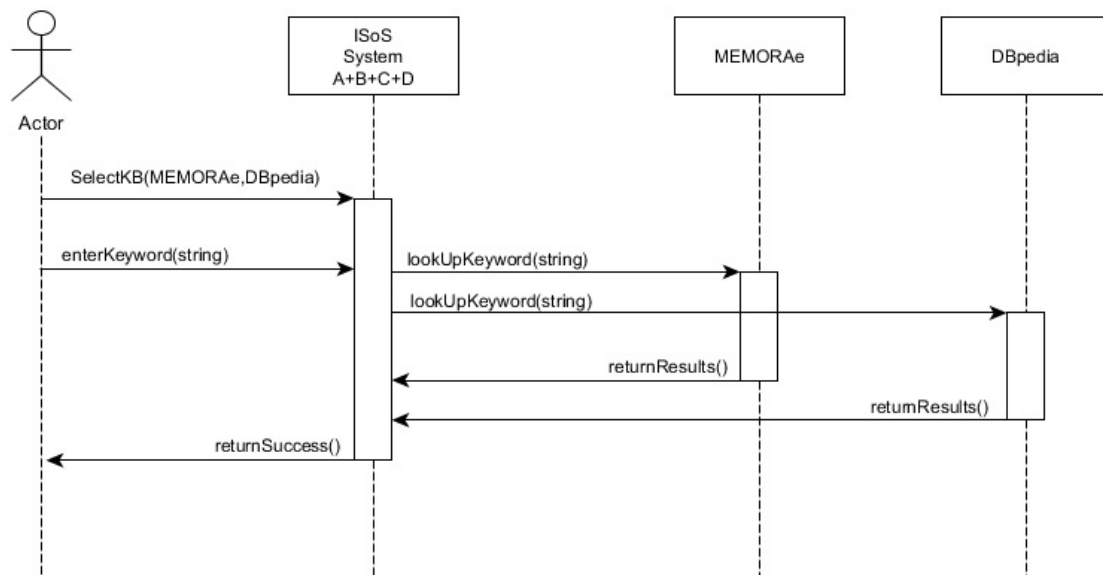 ISoS
System
A+B+C+D
MEMORAe
DBpedia
Actor
SelectKB(MEMORAe,DBpedia)
enterKeyword(string)
lookUpKeyword(string)
lookUpKeyword(string)
returnResults()
returnResults()
returnSuccess()